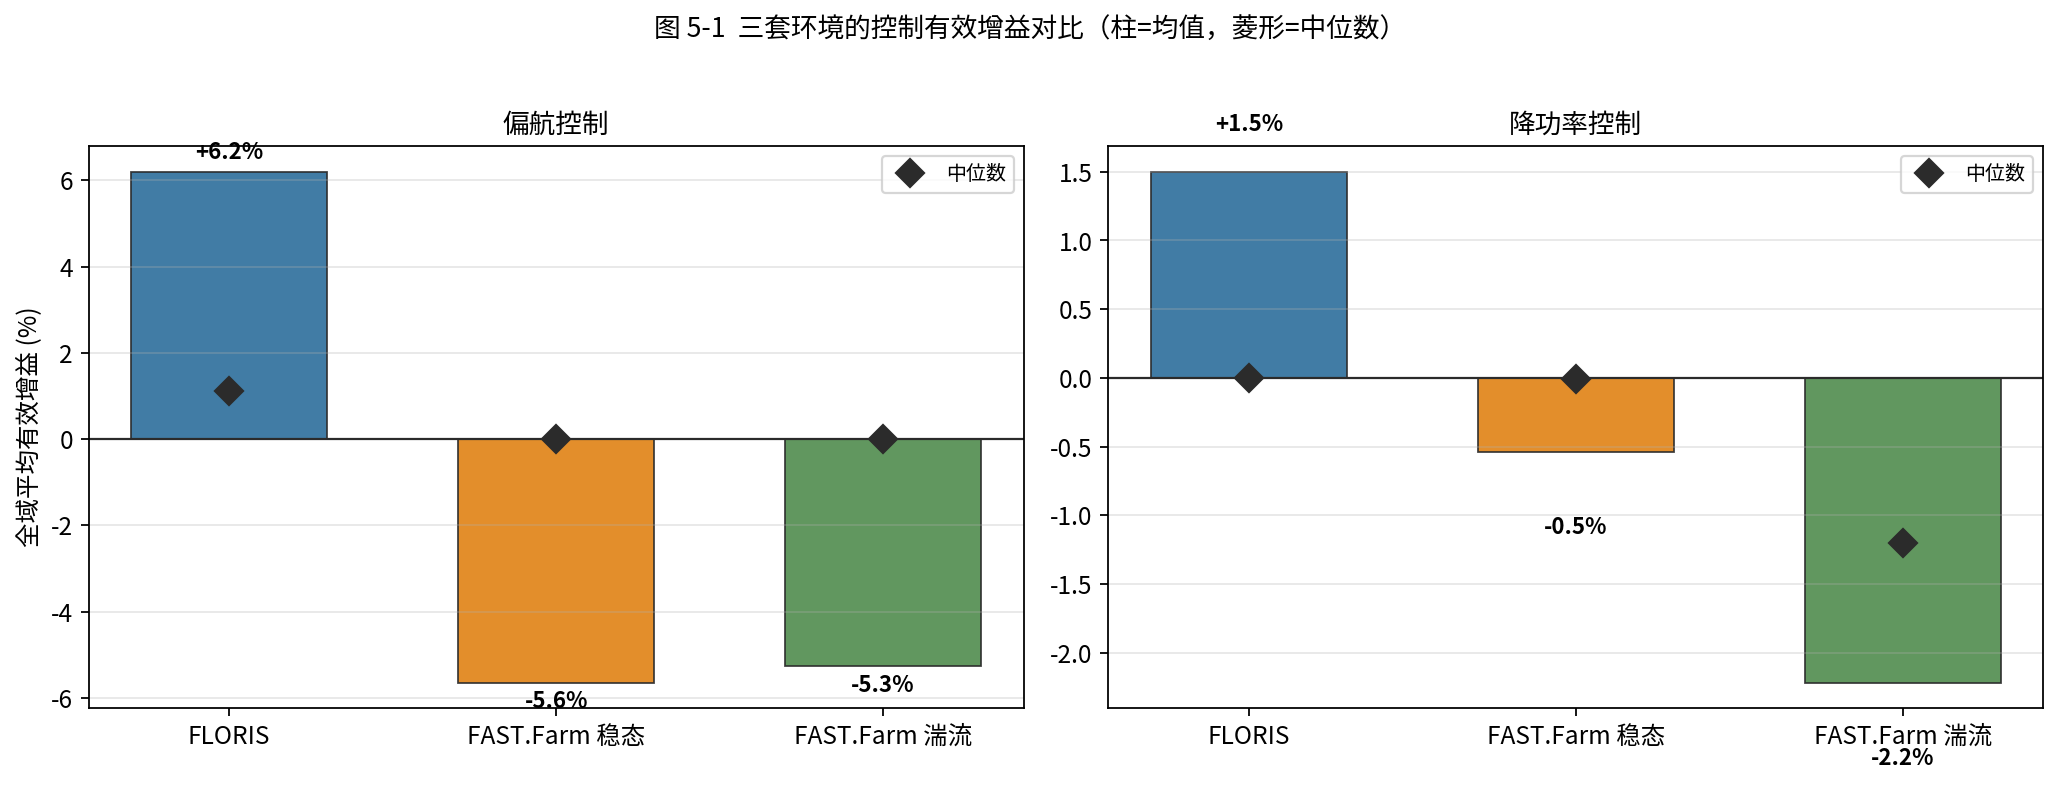 图 5-1 三套环境的控制有效增益对比（柱=均值，菱形=中位数）
偏航控制
+6.2%
中位数
全域平均有效增益 (%)
6
4
2
0
-2
-4
-6
-5.6%
-5.3%
FLORIS
FAST.Farm 稳态
FAST.Farm 湍流
降功率控制
+1.5%
中位数
1.5
1.0
0.5
0.0
-0.5
-1.0
-1.5
-2.0
-0.5%
FLORIS
FAST.Farm 稳态
FAST.Farm 湍流
-2.2%